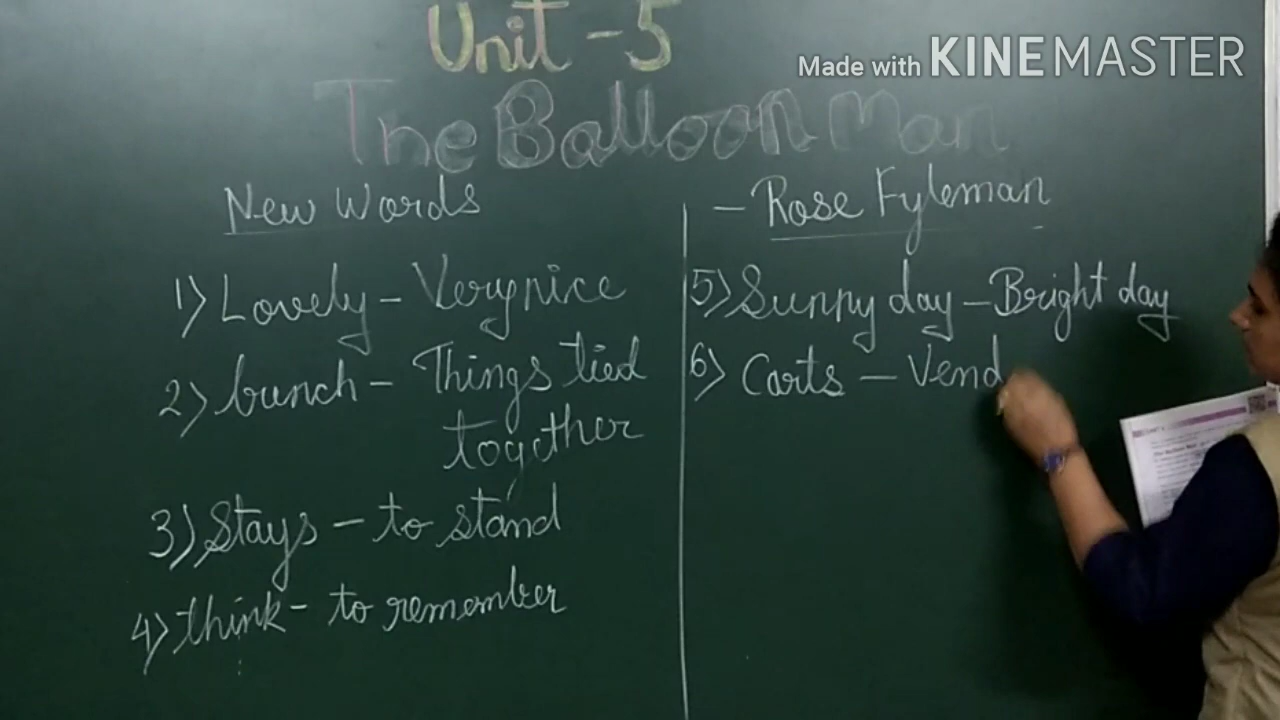 Made with KINEMASTER
Unit - 5
The Balloon Man
- Rose Fyleman
New Words
1) Lovely - Very nice
2) bunch - Things tied
together
3) Stays - to stand
4) think - to remember
5) Sunny day - Bright day
6) Carts - Vend